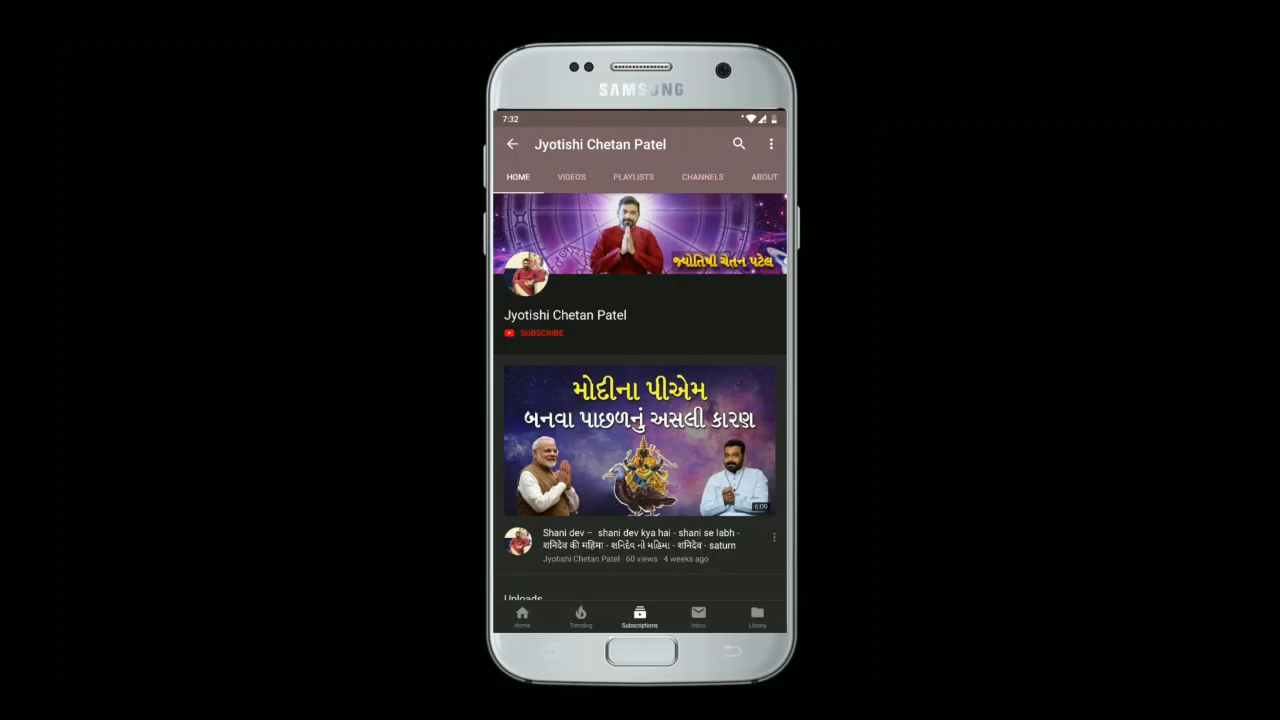 SAMSUNG
7:32
Jyotishi Chetan Patel
HOME VIDEOS PLAYLISTS CHANNELS ABOUT
જ્યોતિષી ચેતન પટેલ
Jyotishi Chetan Patel
SUBSCRIBE
મોદીના પીએમ
બનવા પાછળનું અસલી કારણ
6:09
Shani dev – shani dev kya hai - shani se labh -
शनिदेव की महिमा - શનિદેવ નો મહિમા - शनिदेव - saturn
Jyotishi Chetan Patel · 60 views · 4 weeks ago
Uploads
Home Trending Subscriptions Inbox Library